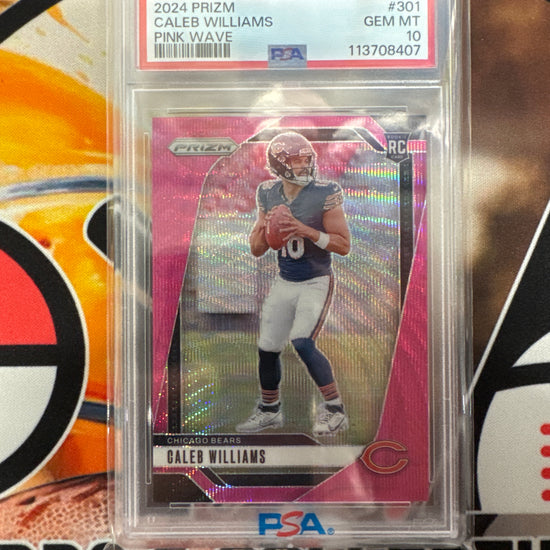 2024 PRIZM #301
CALEB WILLIAMS GEM MT
PINK WAVE PSA 10
113708407
PRIZM
RC
18
CHICAGO BEARS
CALEB WILLIAMS
C
PSA